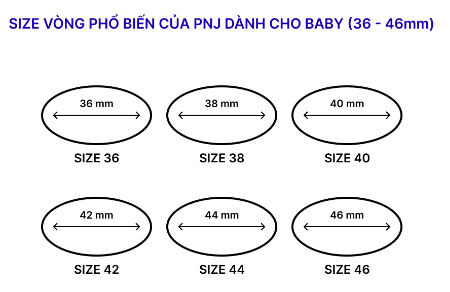 SIZE VÒNG PHỔ BIẾN CỦA PNJ DÀNH CHO BABY (36 - 46mm)
36 mm 38 mm 40 mm
SIZE 36 SIZE 38 SIZE 40
42 mm 44 mm 46 mm
SIZE 42 SIZE 44 SIZE 46